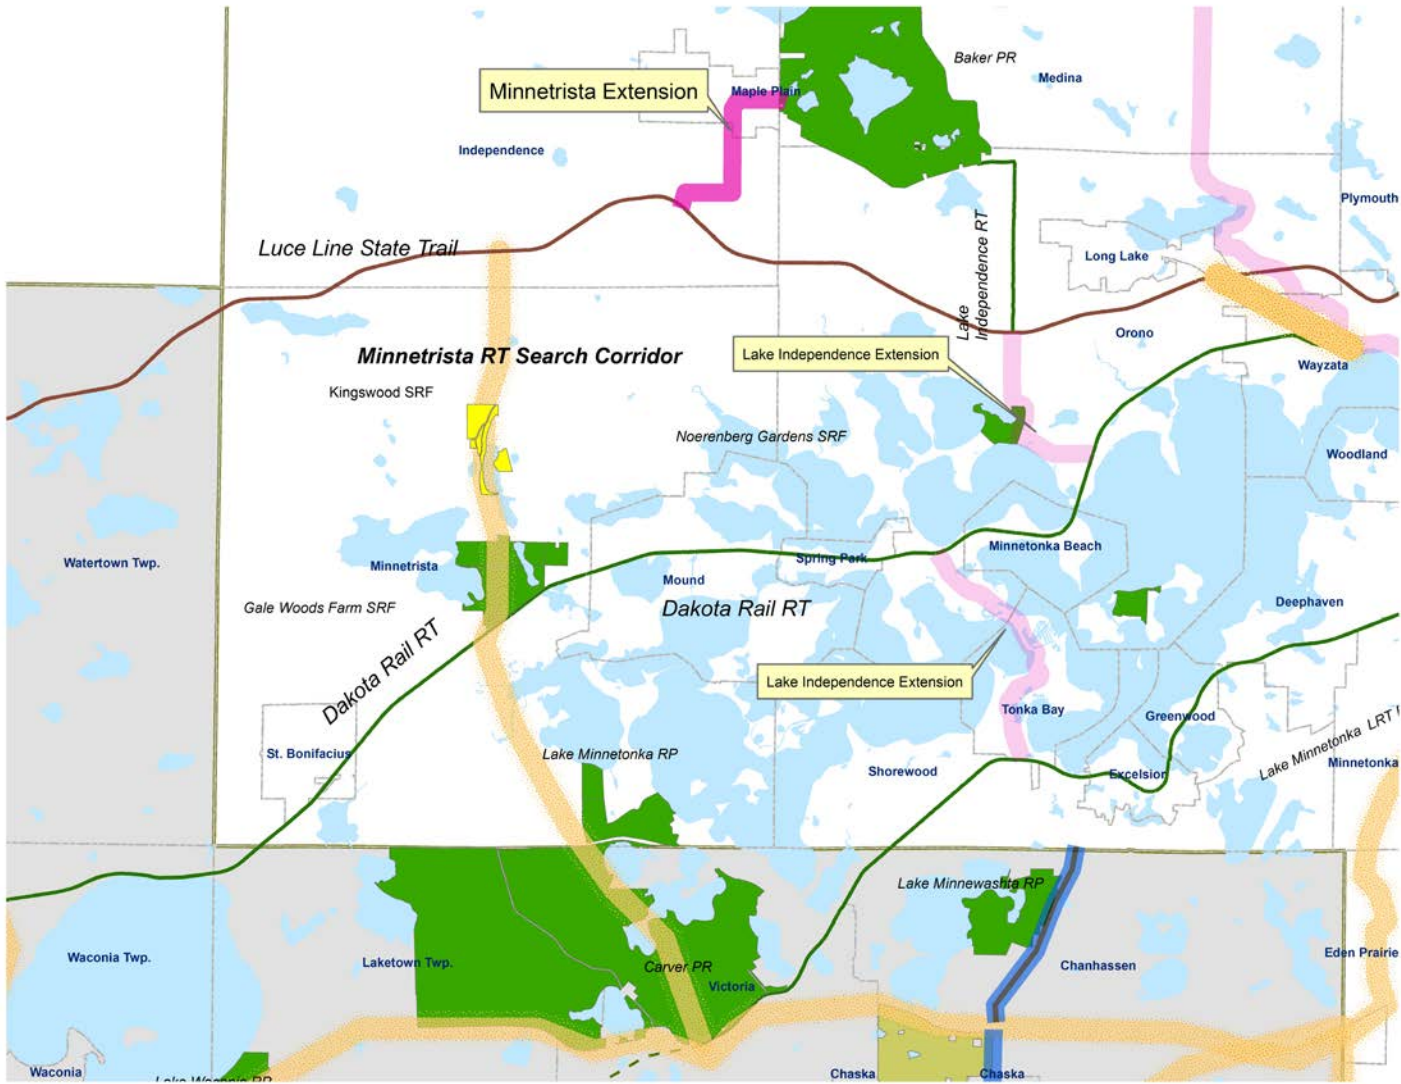 Baker PR
Medina
Minnetrista Extension
Maple Plain
Independence
Plymouth
Luce Line State Trail
Long Lake
Lake
Independence RT
Orono
Minnetrista RT Search Corridor
Lake Independence Extension
Wayzata
Kingswood SRF
Noerenberg Gardens SRF
Woodland
Watertown Twp.
Minnetrista
Spring Park
Minnetonka Beach
Mound
Gale Woods Farm SRF
Dakota Rail RT
Deephaven
Dakota Rail RT
Lake Independence Extension
Tonka Bay
Greenwood
St. Bonifacius
Lake Minnetonka RP
Lake Minnetonka LRT
Shorewood
Excelsior
Minnetonka
Lake Minnewashta RP
Waconia Twp.
Laketown Twp.
Carver PR
Victoria
Chanhassen
Eden Prairie
Waconia
Lake Waconia RP
Chaska
Chaska